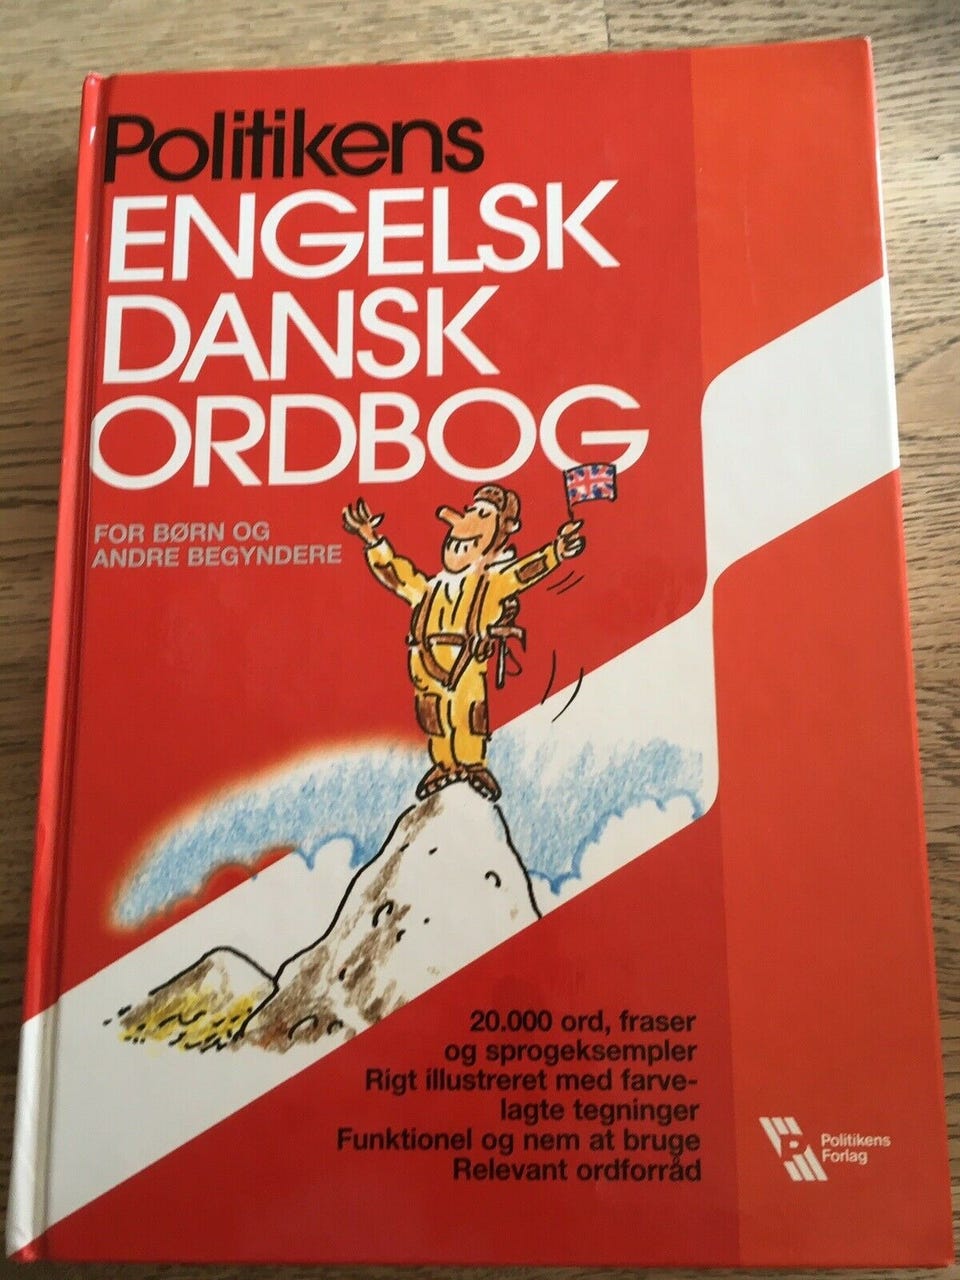 Politikens
ENGELSK
DANSK
ORDBOG
FOR BØRN OG
ANDRE BEGYNDERE
20.000 ord, fraser
og sprogeksempler
Rigt illustreret med farve-
lagte tegninger
Funktionel og nem at bruge
Relevant ordforråd
Politikens
Forlag